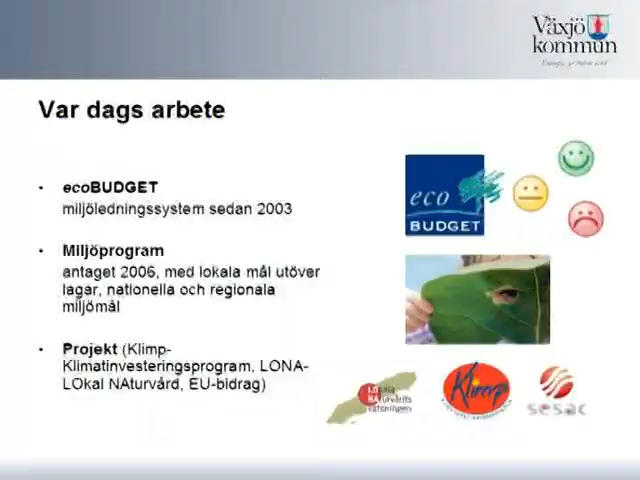 Växjö
kommun
Var dags arbete
• ecoBUDGET
miljöledningssystem sedan 2003
• Miljöprogram
antaget 2006, med lokala mål utöver
lagar, nationella och regionala
miljömål
• Projekt (Klimp-
Klimatinvesteringsprogram, LONA-
LOkal NAturvård, EU-bidrag)
eco
BUDGET
LOkala
NAturvårds
satsningen
Klimp
sesac